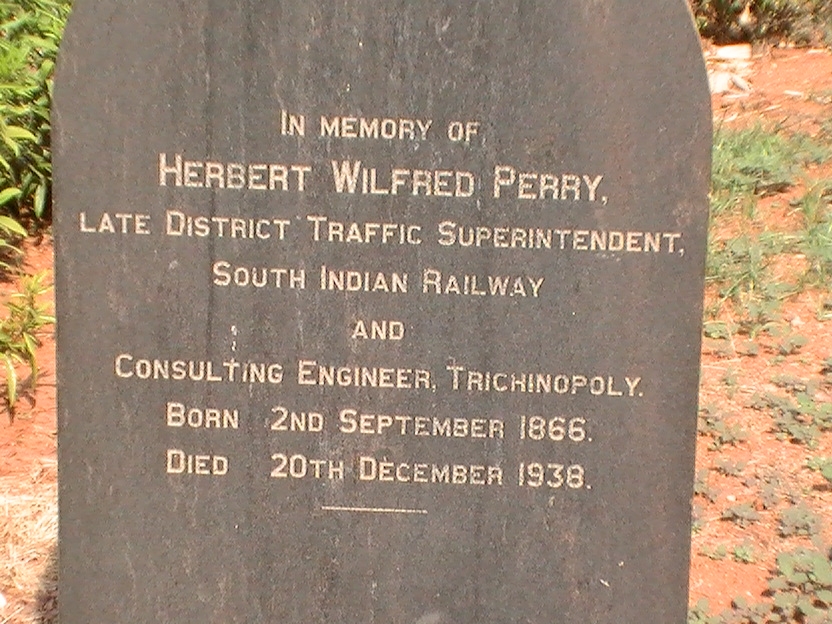 IN MEMORY OF
HERBERT WILFRED PERRY,
LATE DISTRICT TRAFFIC SUPERINTENDENT,
SOUTH INDIAN RAILWAY
AND
CONSULTING ENGINEER, TRICHINOPOLY.
BORN 2ND SEPTEMBER 1866.
DIED 20TH DECEMBER 1938.